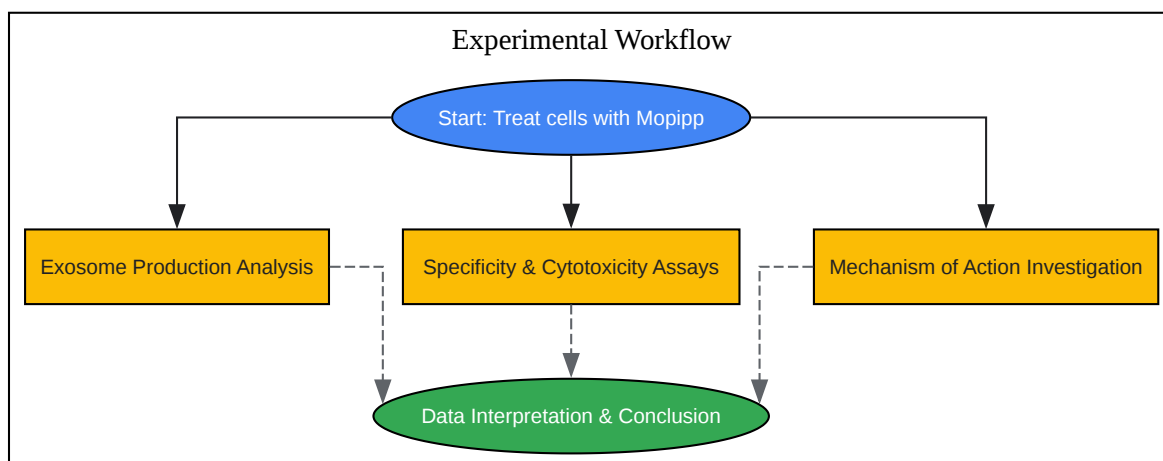 Experimental Workflow
Start: Treat cells with Mopipp
Exosome Production Analysis
Specificity & Cytotoxicity Assays
Mechanism of Action Investigation
Data Interpretation & Conclusion